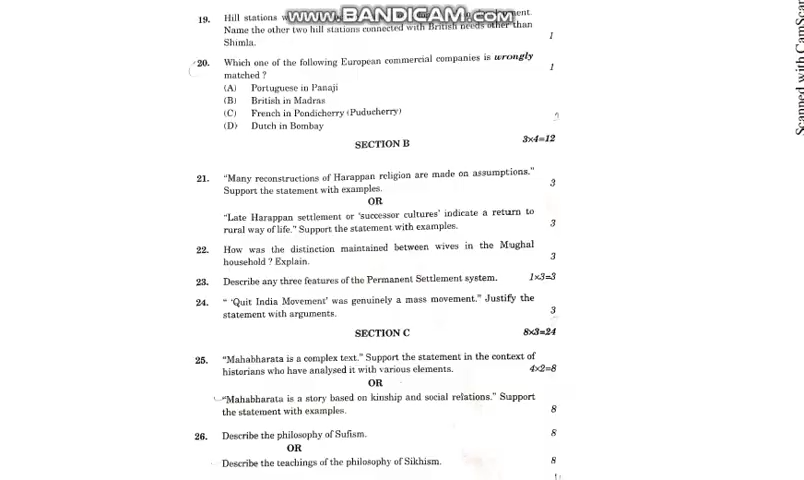 WWW.BANDICAM.COM
19. Hill stations
Name the other two hill stations connected with British needs other than
Shimla. 1
20. Which one of the following European commercial companies is wrongly
matched ? 1
(A) Portuguese in Panaji
(B) British in Madras
(C) French in Pondicherry (Puducherry)
(D) Dutch in Bombay
SECTION B 3×4=12
21. "Many reconstructions of Harappan religion are made on assumptions."
Support the statement with examples. 3
OR
"Late Harappan settlement or 'successor cultures' indicate a return to
rural way of life." Support the statement with examples. 3
22. How was the distinction maintained between wives in the Mughal
household ? Explain. 3
23. Describe any three features of the Permanent Settlement system. 1×3=3
24. " 'Quit India Movement' was genuinely a mass movement." Justify the
statement with arguments. 3
SECTION C 8×3=24
25. "Mahabharata is a complex text." Support the statement in the context of
historians who have analysed it with various elements. 4×2=8
OR
"Mahabharata is a story based on kinship and social relations." Support
the statement with examples. 8
26. Describe the philosophy of Sufism. 8
OR
Describe the teachings of the philosophy of Sikhism. 8
Scanned with CamScan